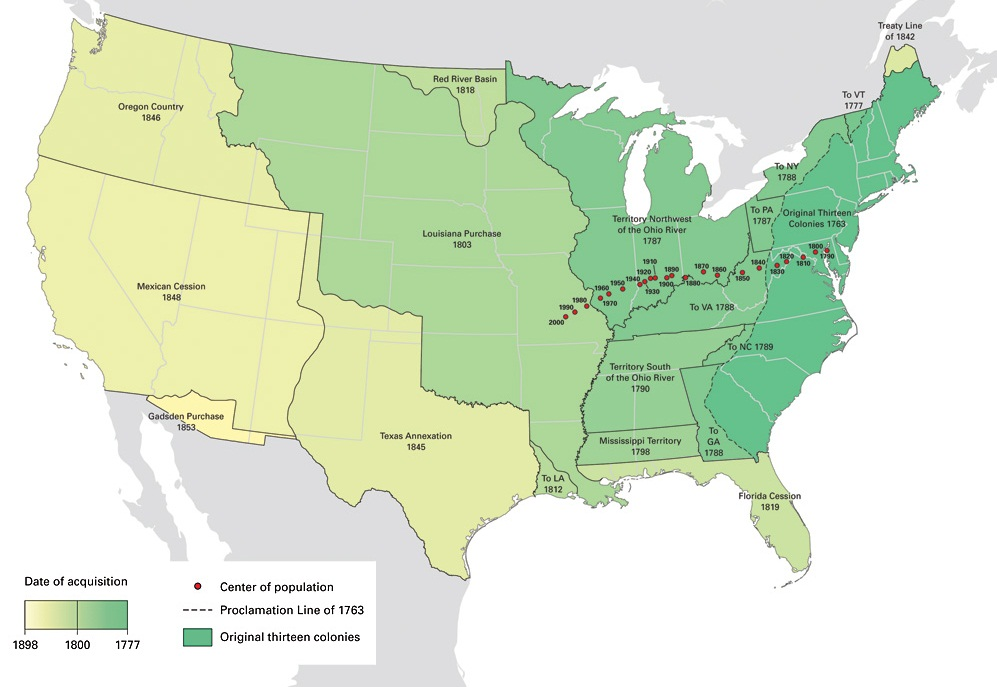 Treaty Line
of 1842
Red River Basin
1818
To VT
1777
Oregon Country
1846
To NY
1788
To PA
1787
Original Thirteen
Colonies 1763
Territory Northwest
of the Ohio River
1787
Louisiana Purchase
1803
1800
1790
1820
1810
1840
1830
1850
1870
1860
1880
1890
1900
1910
1920
1930
1940
1950
1960
1970
1980
1990
2000
Mexican Cession
1848
To VA 1788
To NC 1789
Territory South
of the Ohio River
1790
Gadsden Purchase
1853
Texas Annexation
1845
Mississippi Territory
1798
To
GA
1788
To LA
1812
Florida Cession
1819
Date of acquisition
1898 1800 1777
Center of population
Proclamation Line of 1763
Original thirteen colonies